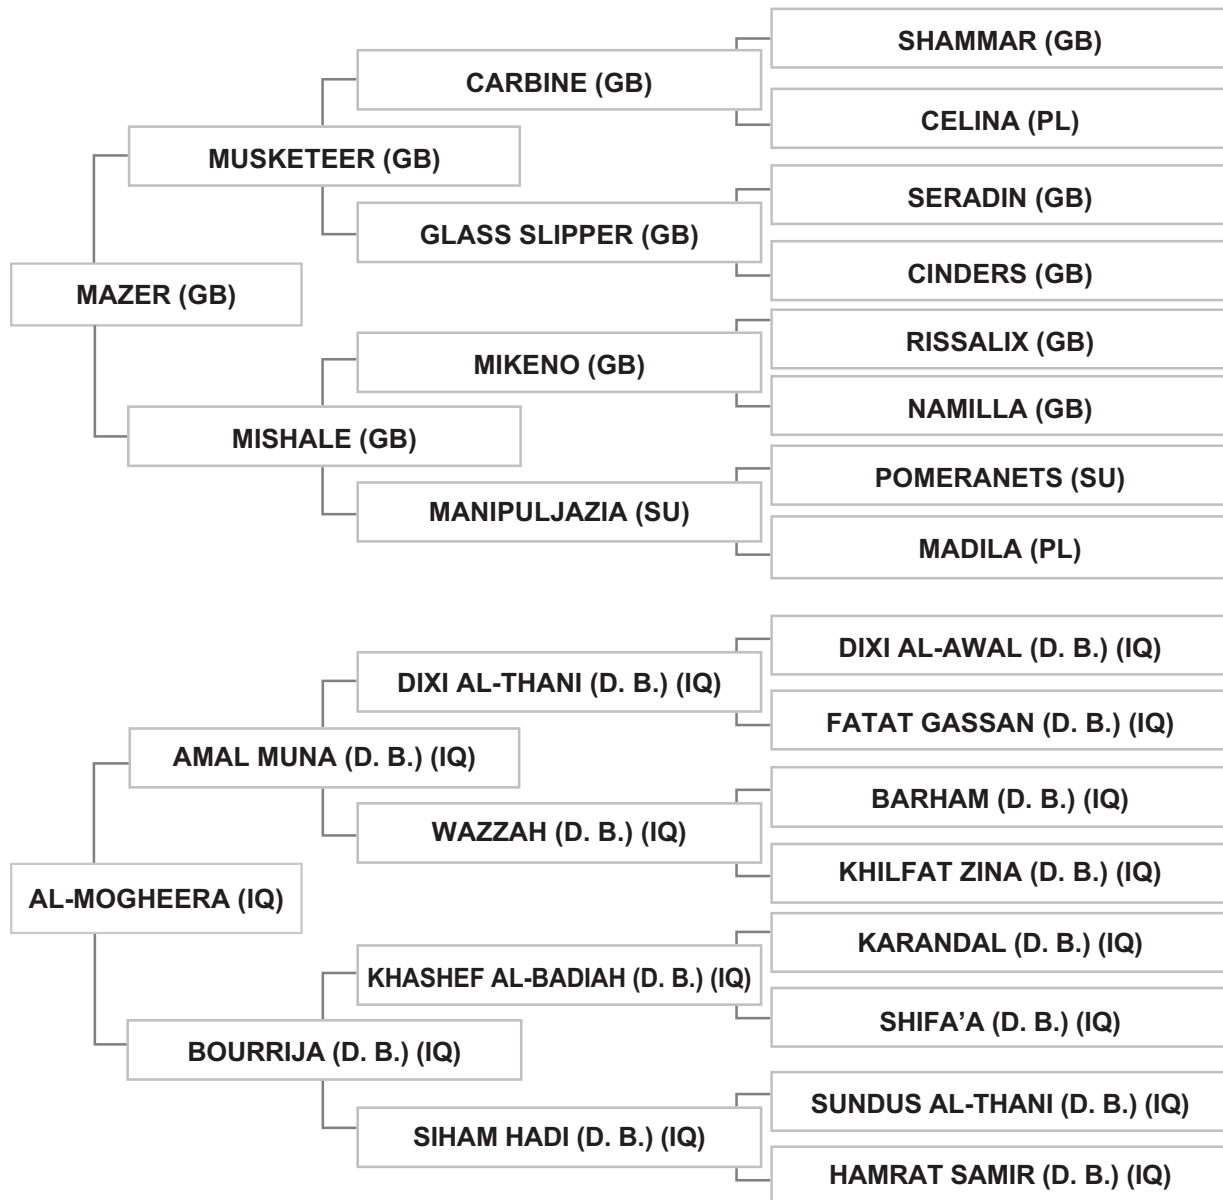 SHAMMAR (GB)
CARBINE (GB)
CELINA (PL)
MUSKETEER (GB)
SERADIN (GB)
GLASS SLIPPER (GB)
CINDERS (GB)
MAZER (GB)
RISSALIX (GB)
MIKENO (GB)
NAMILLA (GB)
MISHALE (GB)
POMERANETS (SU)
MANIPULJAZIA (SU)
MADILA (PL)
DIXI AL-AWAL (D. B.) (IQ)
DIXI AL-THANI (D. B.) (IQ)
FATAT GASSAN (D. B.) (IQ)
AMAL MUNA (D. B.) (IQ)
BARHAM (D. B.) (IQ)
WAZZAH (D. B.) (IQ)
KHILFAT ZINA (D. B.) (IQ)
AL-MOGHEERA (IQ)
KARANDAL (D. B.) (IQ)
KHASHEF AL-BADIAH (D. B.) (IQ)
SHIFA’A (D. B.) (IQ)
BOURRIJA (D. B.) (IQ)
SUNDUS AL-THANI (D. B.) (IQ)
SIHAM HADI (D. B.) (IQ)
HAMRAT SAMIR (D. B.) (IQ)